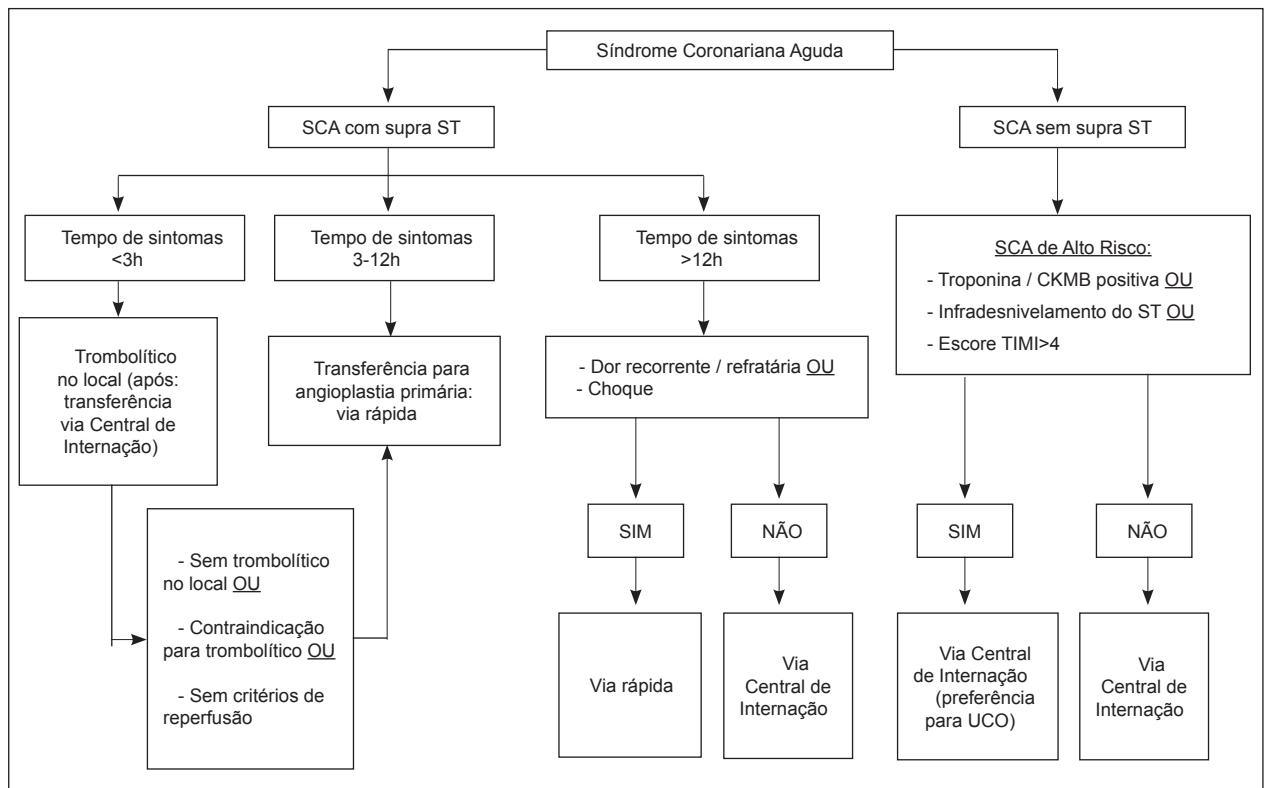 Síndrome Coronariana Aguda
SCA com supra ST
SCA sem supra ST
Tempo de sintomas
<3h
Tempo de sintomas
3-12h
Tempo de sintomas
>12h
SCA de Alto Risco:
- Troponina / CKMB positiva OU
- Infradesnivelamento do ST OU
- Escore TIMI>4
Trombolítico
no local (após:
transferência
via Central de
Internação)
Transferência para
angioplastia primária:
via rápida
- Dor recorrente / refratária OU
- Choque
- Sem trombolítico
no local OU
- Contraindicação
para trombolítico OU
- Sem critérios de
reperfusão
SIM
NÃO
SIM
NÃO
Via rápida
Via
Central de
Internação
Via Central
de Internação
(preferência
para UCO)
Via
Central de
Internação